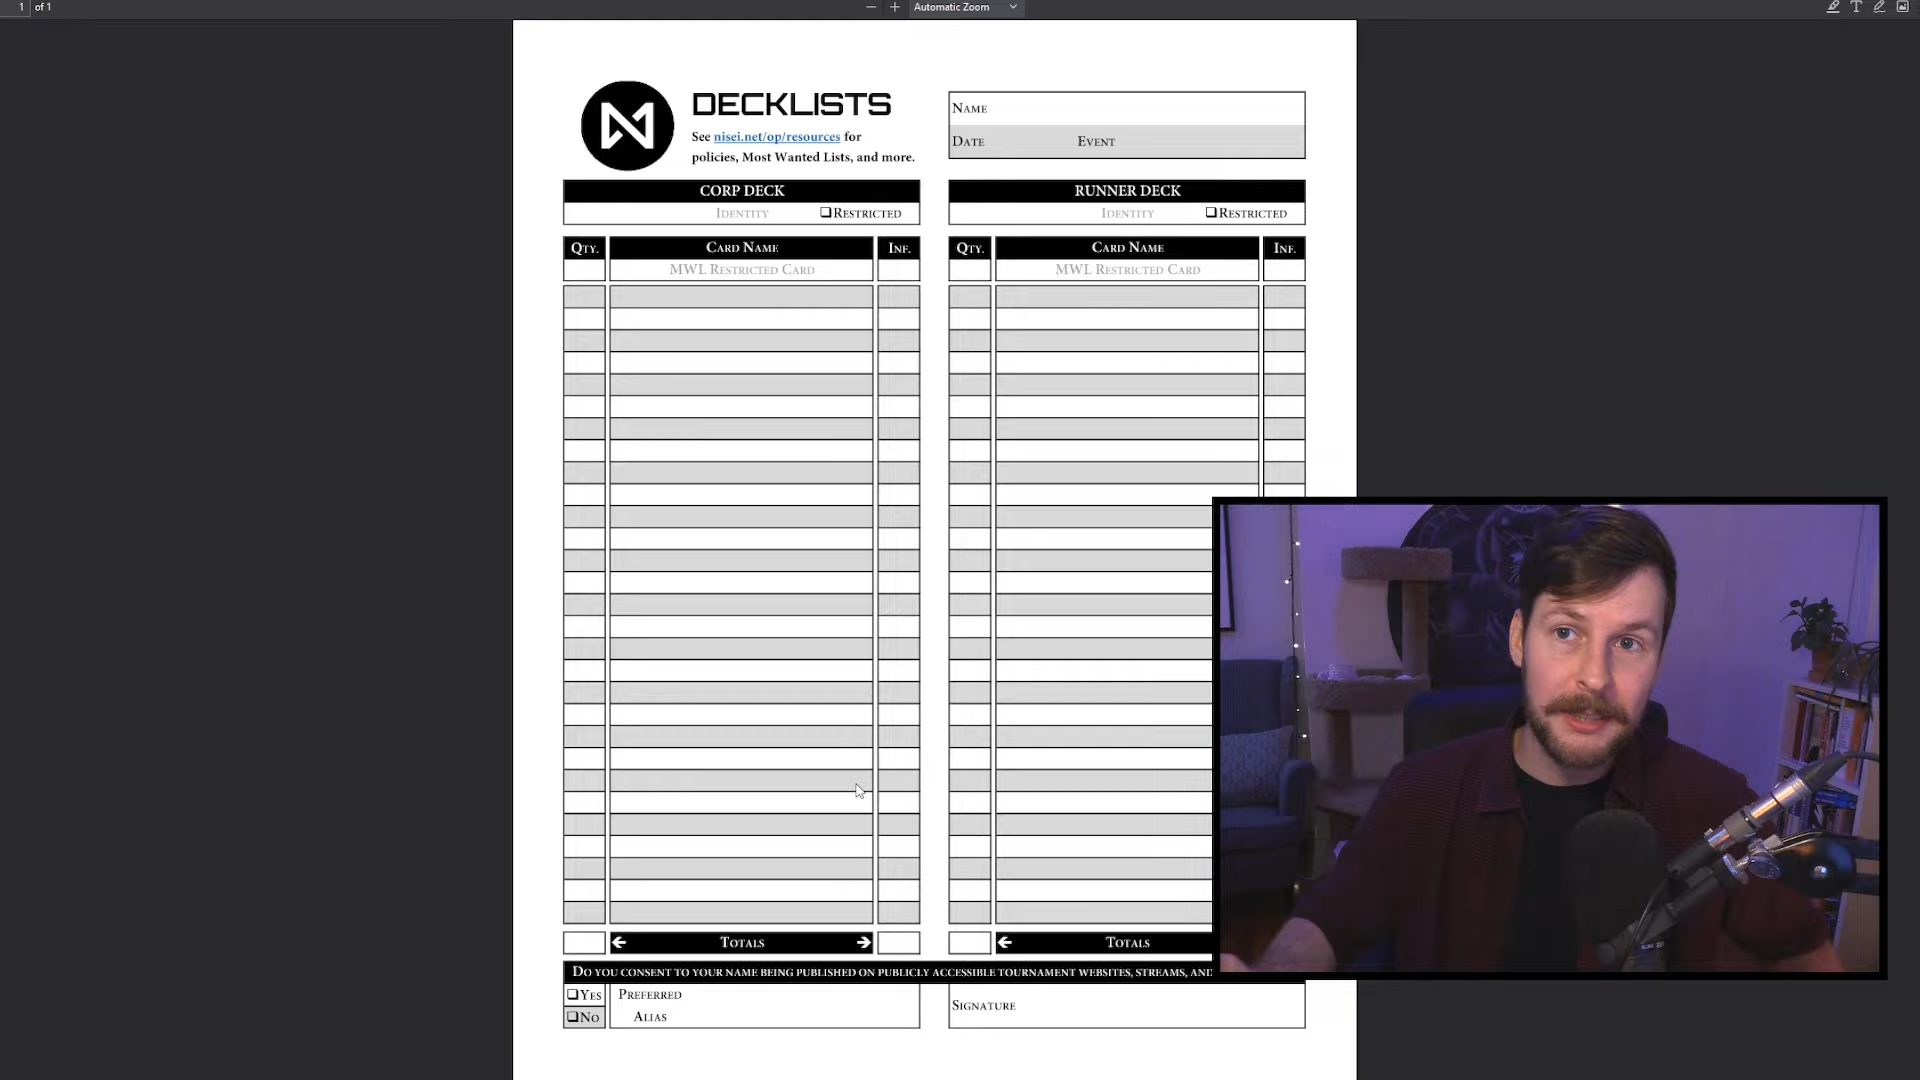 1 of 1
Automatic Zoom
DECKLISTS
See nisei.net/op/resources for
policies, Most Wanted Lists, and more.
NAME
DATE EVENT
CORP DECK
IDENTITY ❑RESTRICTED
QTY. CARD NAME INF.
MWL RESTRICTED CARD
RUNNER DECK
IDENTITY ❑RESTRICTED
QTY. CARD NAME INF.
MWL RESTRICTED CARD
TOTALS
TOTALS
DO YOU CONSENT TO YOUR NAME BEING PUBLISHED ON PUBLICLY ACCESSIBLE TOURNAMENT WEBSITES, STREAMS, AND
❑YES
❑NO
PREFERRED
ALIAS
SIGNATURE